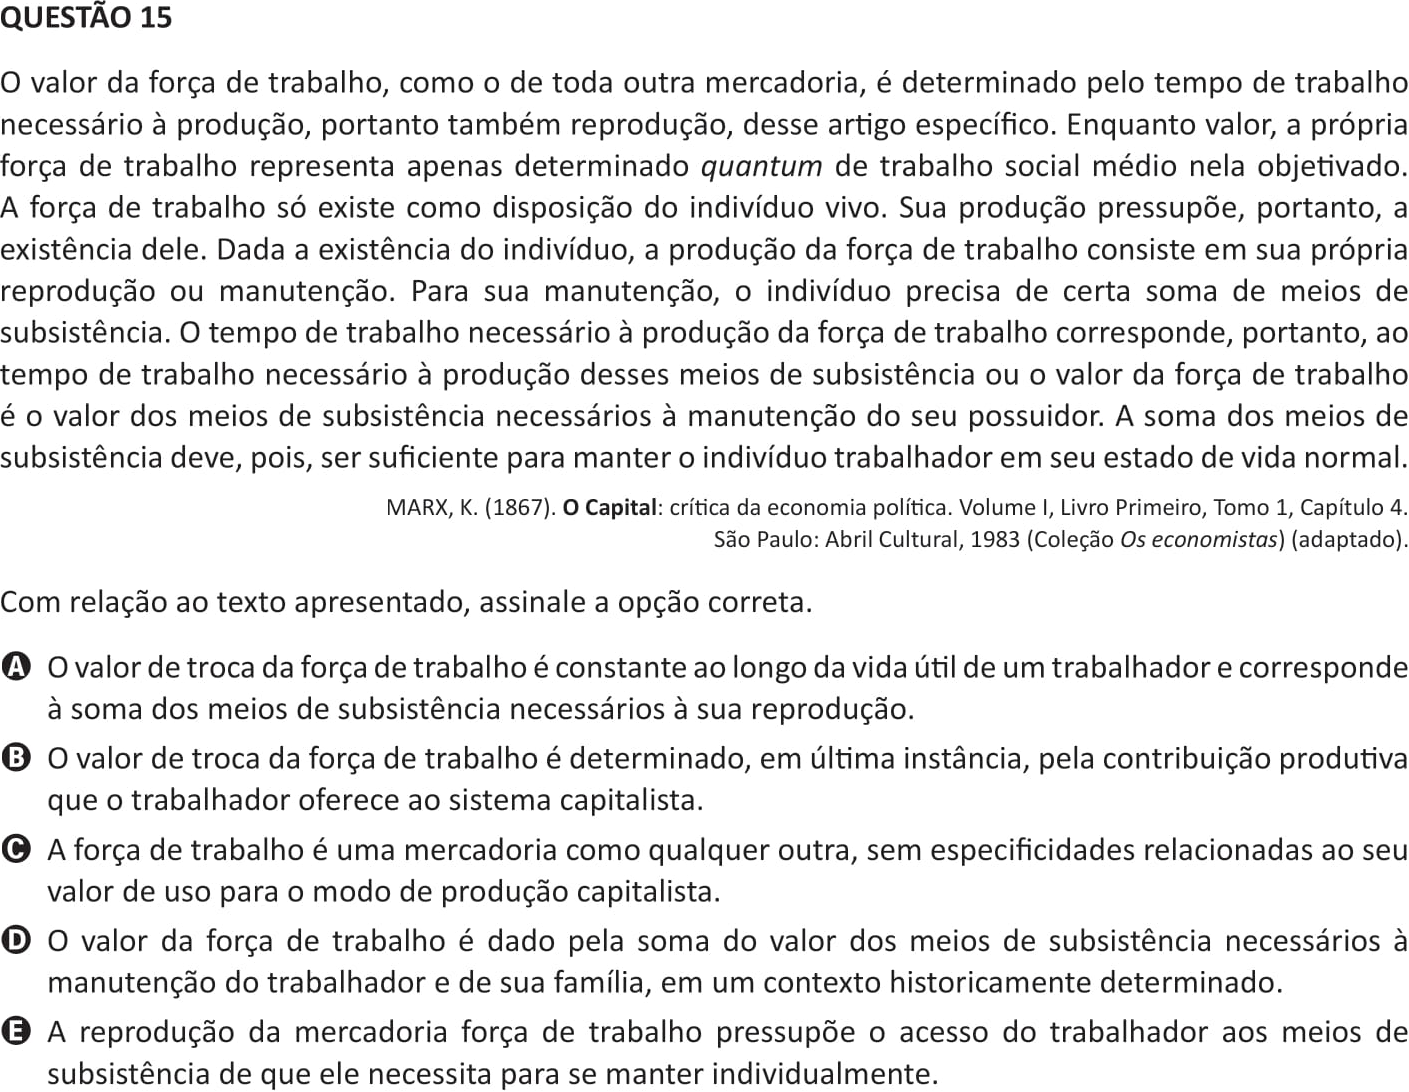 QUESTÃO 15
O valor da força de trabalho, como o de toda outra mercadoria, é determinado pelo tempo de trabalho
necessário à produção, portanto também reprodução, desse artigo específico. Enquanto valor, a própria
força de trabalho representa apenas determinado quantum de trabalho social médio nela objetivado.
A força de trabalho só existe como disposição do indivíduo vivo. Sua produção pressupõe, portanto, a
existência dele. Dada a existência do indivíduo, a produção da força de trabalho consiste em sua própria
reprodução ou manutenção. Para sua manutenção, o indivíduo precisa de certa soma de meios de
subsistência. O tempo de trabalho necessário à produção da força de trabalho corresponde, portanto, ao
tempo de trabalho necessário à produção desses meios de subsistência ou o valor da força de trabalho
é o valor dos meios de subsistência necessários à manutenção do seu possuidor. A soma dos meios de
subsistência deve, pois, ser suficiente para manter o indivíduo trabalhador em seu estado de vida normal.
MARX, K. (1867). O Capital: crítica da economia política. Volume I, Livro Primeiro, Tomo 1, Capítulo 4.
São Paulo: Abril Cultural, 1983 (Coleção Os economistas) (adaptado).
Com relação ao texto apresentado, assinale a opção correta.
A O valor de troca da força de trabalho é constante ao longo da vida útil de um trabalhador e corresponde
à soma dos meios de subsistência necessários à sua reprodução.
B O valor de troca da força de trabalho é determinado, em última instância, pela contribuição produtiva
que o trabalhador oferece ao sistema capitalista.
C A força de trabalho é uma mercadoria como qualquer outra, sem especificidades relacionadas ao seu
valor de uso para o modo de produção capitalista.
D O valor da força de trabalho é dado pela soma do valor dos meios de subsistência necessários à
manutenção do trabalhador e de sua família, em um contexto historicamente determinado.
E A reprodução da mercadoria força de trabalho pressupõe o acesso do trabalhador aos meios de
subsistência de que ele necessita para se manter individualmente.